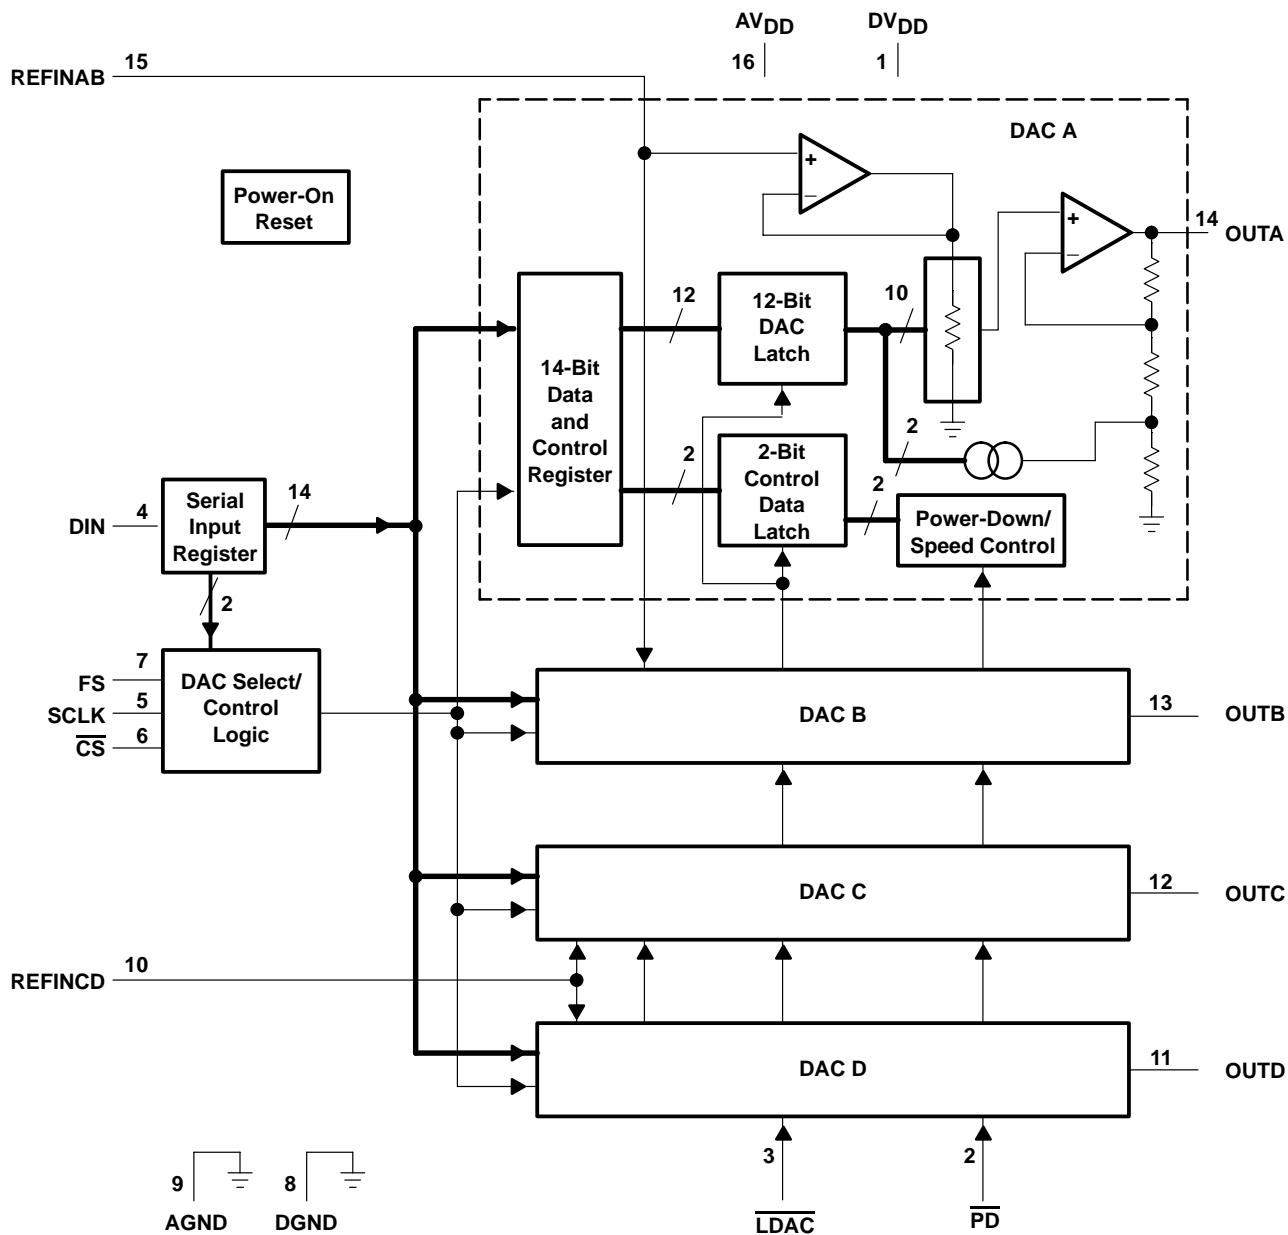 AVDD
DVDD
16
1
REFINAB
15
DAC A
Power-On
Reset
+
−
+
−
14
OUTA
12
12-Bit
DAC
Latch
10
14-Bit
Data
and
Control
Register
2
2-Bit
Control
Data
Latch
2
2
Power-Down/
Speed Control
DIN
4
Serial
Input
Register
14
2
FS
7
SCLK
5
CS
6
DAC Select/
Control
Logic
DAC B
13
OUTB
DAC C
12
OUTC
REFINCD
10
DAC D
11
OUTD
9
AGND
8
DGND
3
LDAC
2
PD